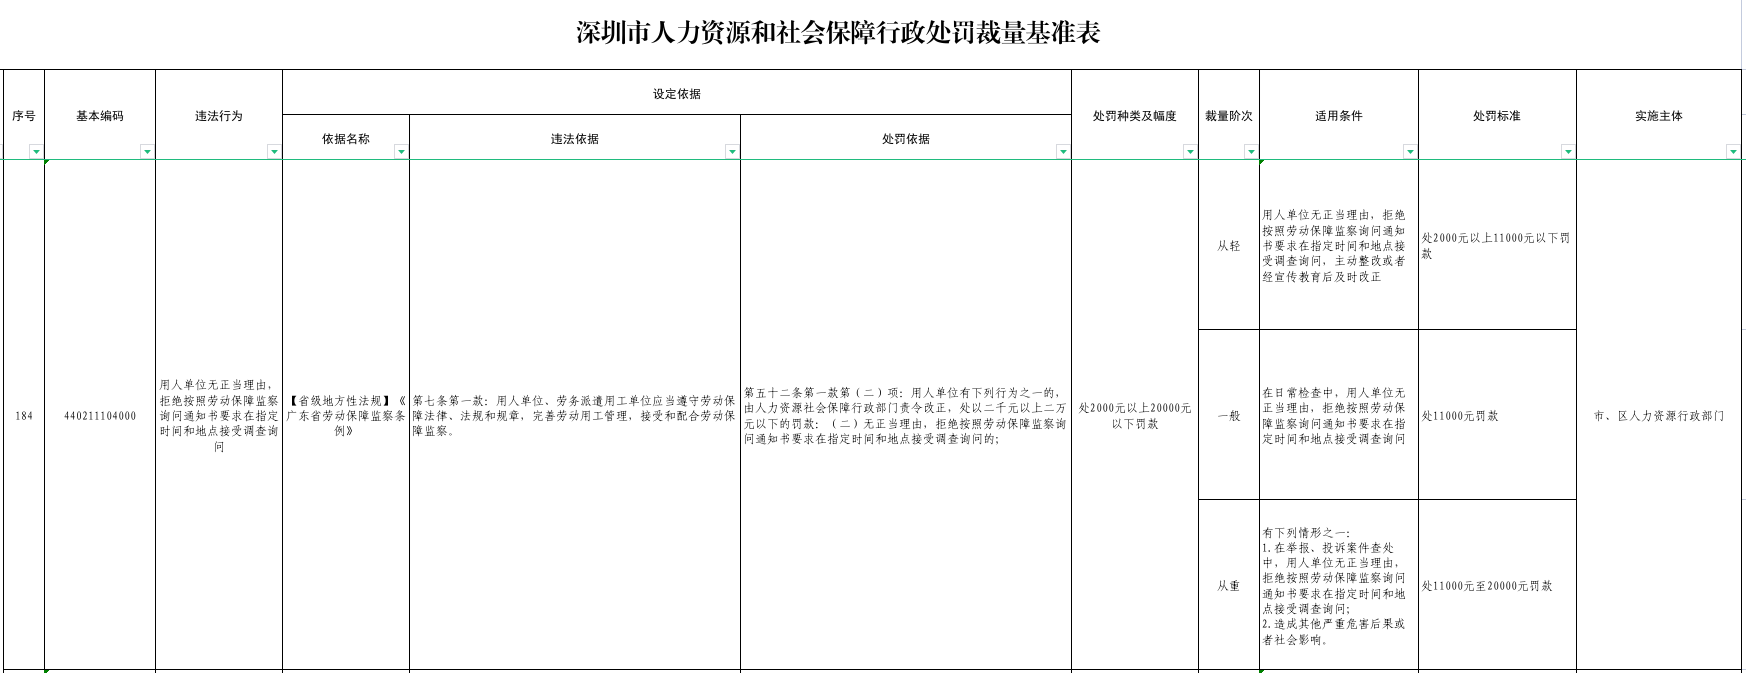 深圳市人力资源和社会保障行政处罚裁量基准表
序号
基本编码
违法行为
设定依据
依据名称
违法依据
处罚依据
处罚种类及幅度
裁量阶次
适用条件
处罚标准
实施主体
184
440211104000
用人单位无正当理由，
拒绝按照劳动保障监察
询问通知书要求在指定
时间和地点接受调查询
问
【省级地方性法规】《
广东省劳动保障监察条
例》
第七条第一款：用人单位、劳务派遣用工单位应当遵守劳动保
障法律、法规和规章，完善劳动用工管理，接受和配合劳动保
障监察。
第五十二条第一款第（二）项：用人单位有下列行为之一的，
由人力资源社会保障行政部门责令改正，处以二千元以上二万
元以下的罚款：（二）无正当理由，拒绝按照劳动保障监察询
问通知书要求在指定时间和地点接受调查询问的；
处2000元以上20000元
以下罚款
从轻
用人单位无正当理由，拒绝
按照劳动保障监察询问通知
书要求在指定时间和地点接
受调查询问，主动整改或者
经宣传教育后及时改正
处2000元以上11000元以下罚
款
一般
在日常检查中，用人单位无
正当理由，拒绝按照劳动保
障监察询问通知书要求在指
定时间和地点接受调查询问
处11000元罚款
从重
有下列情形之一：
1.在举报、投诉案件查处
中，用人单位无正当理由，
拒绝按照劳动保障监察询问
通知书要求在指定时间和地
点接受调查询问；
2.造成其他严重危害后果或
者社会影响。
处11000元至20000元罚款
市、区人力资源行政部门